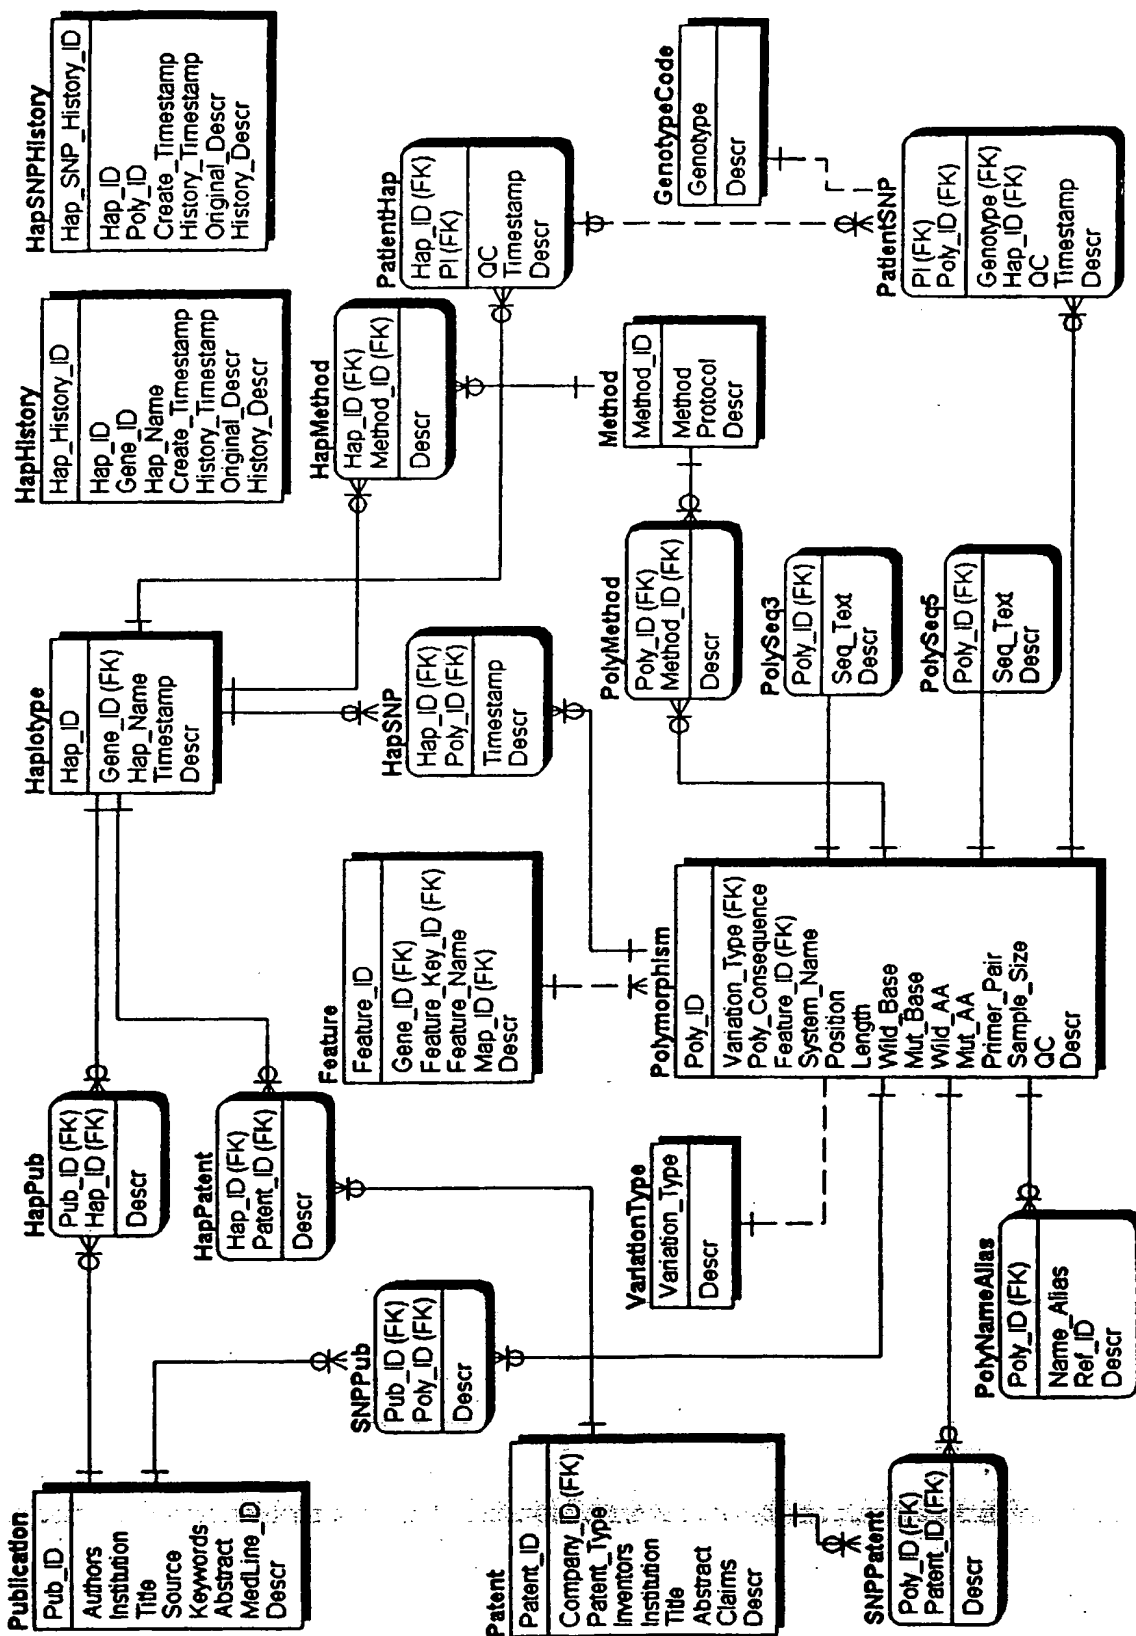 Publication
Pub_ID
Authors
Institution
Title
Source
Keywords
Abstract
MedLine_ID
Descr
HapPub
Pub_ID (FK)
Hap_ID (FK)
Descr
Haplotype
Hap_ID
Gene_ID (FK)
Hap_Name
Timestamp
Descr
HapHistory
Hap_History_ID
Hap_ID
Gene_ID
Hap_Name
Create_Timestamp
History_Timestamp
Original_Descr
History_Descr
HapSNPHistory
Hap_SNP_History_ID
Hap_ID
Poly_ID
Create_Timestamp
History_Timestamp
Original_Descr
History_Descr
HapPatent
Hap_ID (FK)
Patent_ID (FK)
Descr
HapMethod
Hap_ID (FK)
Method_ID (FK)
Descr
PatientHap
Hap_ID (FK)
PI (FK)
QC
Timestamp
Descr
SNPPub
Pub_ID (FK)
Poly_ID (FK)
Descr
Feature
Feature_ID
Gene_ID (FK)
Feature_Key_ID (FK)
Feature_Name
Map_ID (FK)
Descr
HapSNP
Hap_ID (FK)
Poly_ID (FK)
Timestamp
Descr
Method
Method_ID
Method
Protocol
Descr
GenotypeCode
Genotype
Descr
Patent
Patent_ID
Company_ID (FK)
Patent_Type
Inventors
Institution
Title
Abstract
Claims
Descr
VariationType
Variation_Type
Descr
Polymorphism
Poly_ID
Variation_Type (FK)
Poly_Consequence
Feature_ID (FK)
System_Name
Position
Length
Wild_Base
Mut_Base
Wild_AA
Mut_AA
Primer_Pair
Sample_Size
QC
Descr
PolyMethod
Poly_ID (FK)
Method_ID (FK)
Descr
PolySeq3
Poly_ID (FK)
Seq_Text
Descr
PolySeq5
Poly_ID (FK)
Seq_Text
Descr
PatientSNP
PI (FK)
Poly_ID (FK)
Genotype (FK)
Hap_ID (FK)
QC
Timestamp
Descr
SNPPatent
Poly_ID (FK)
Patent_ID (FK)
Descr
PolyNameAlias
Poly_ID (FK)
Name_Alias
Ref_ID
Descr